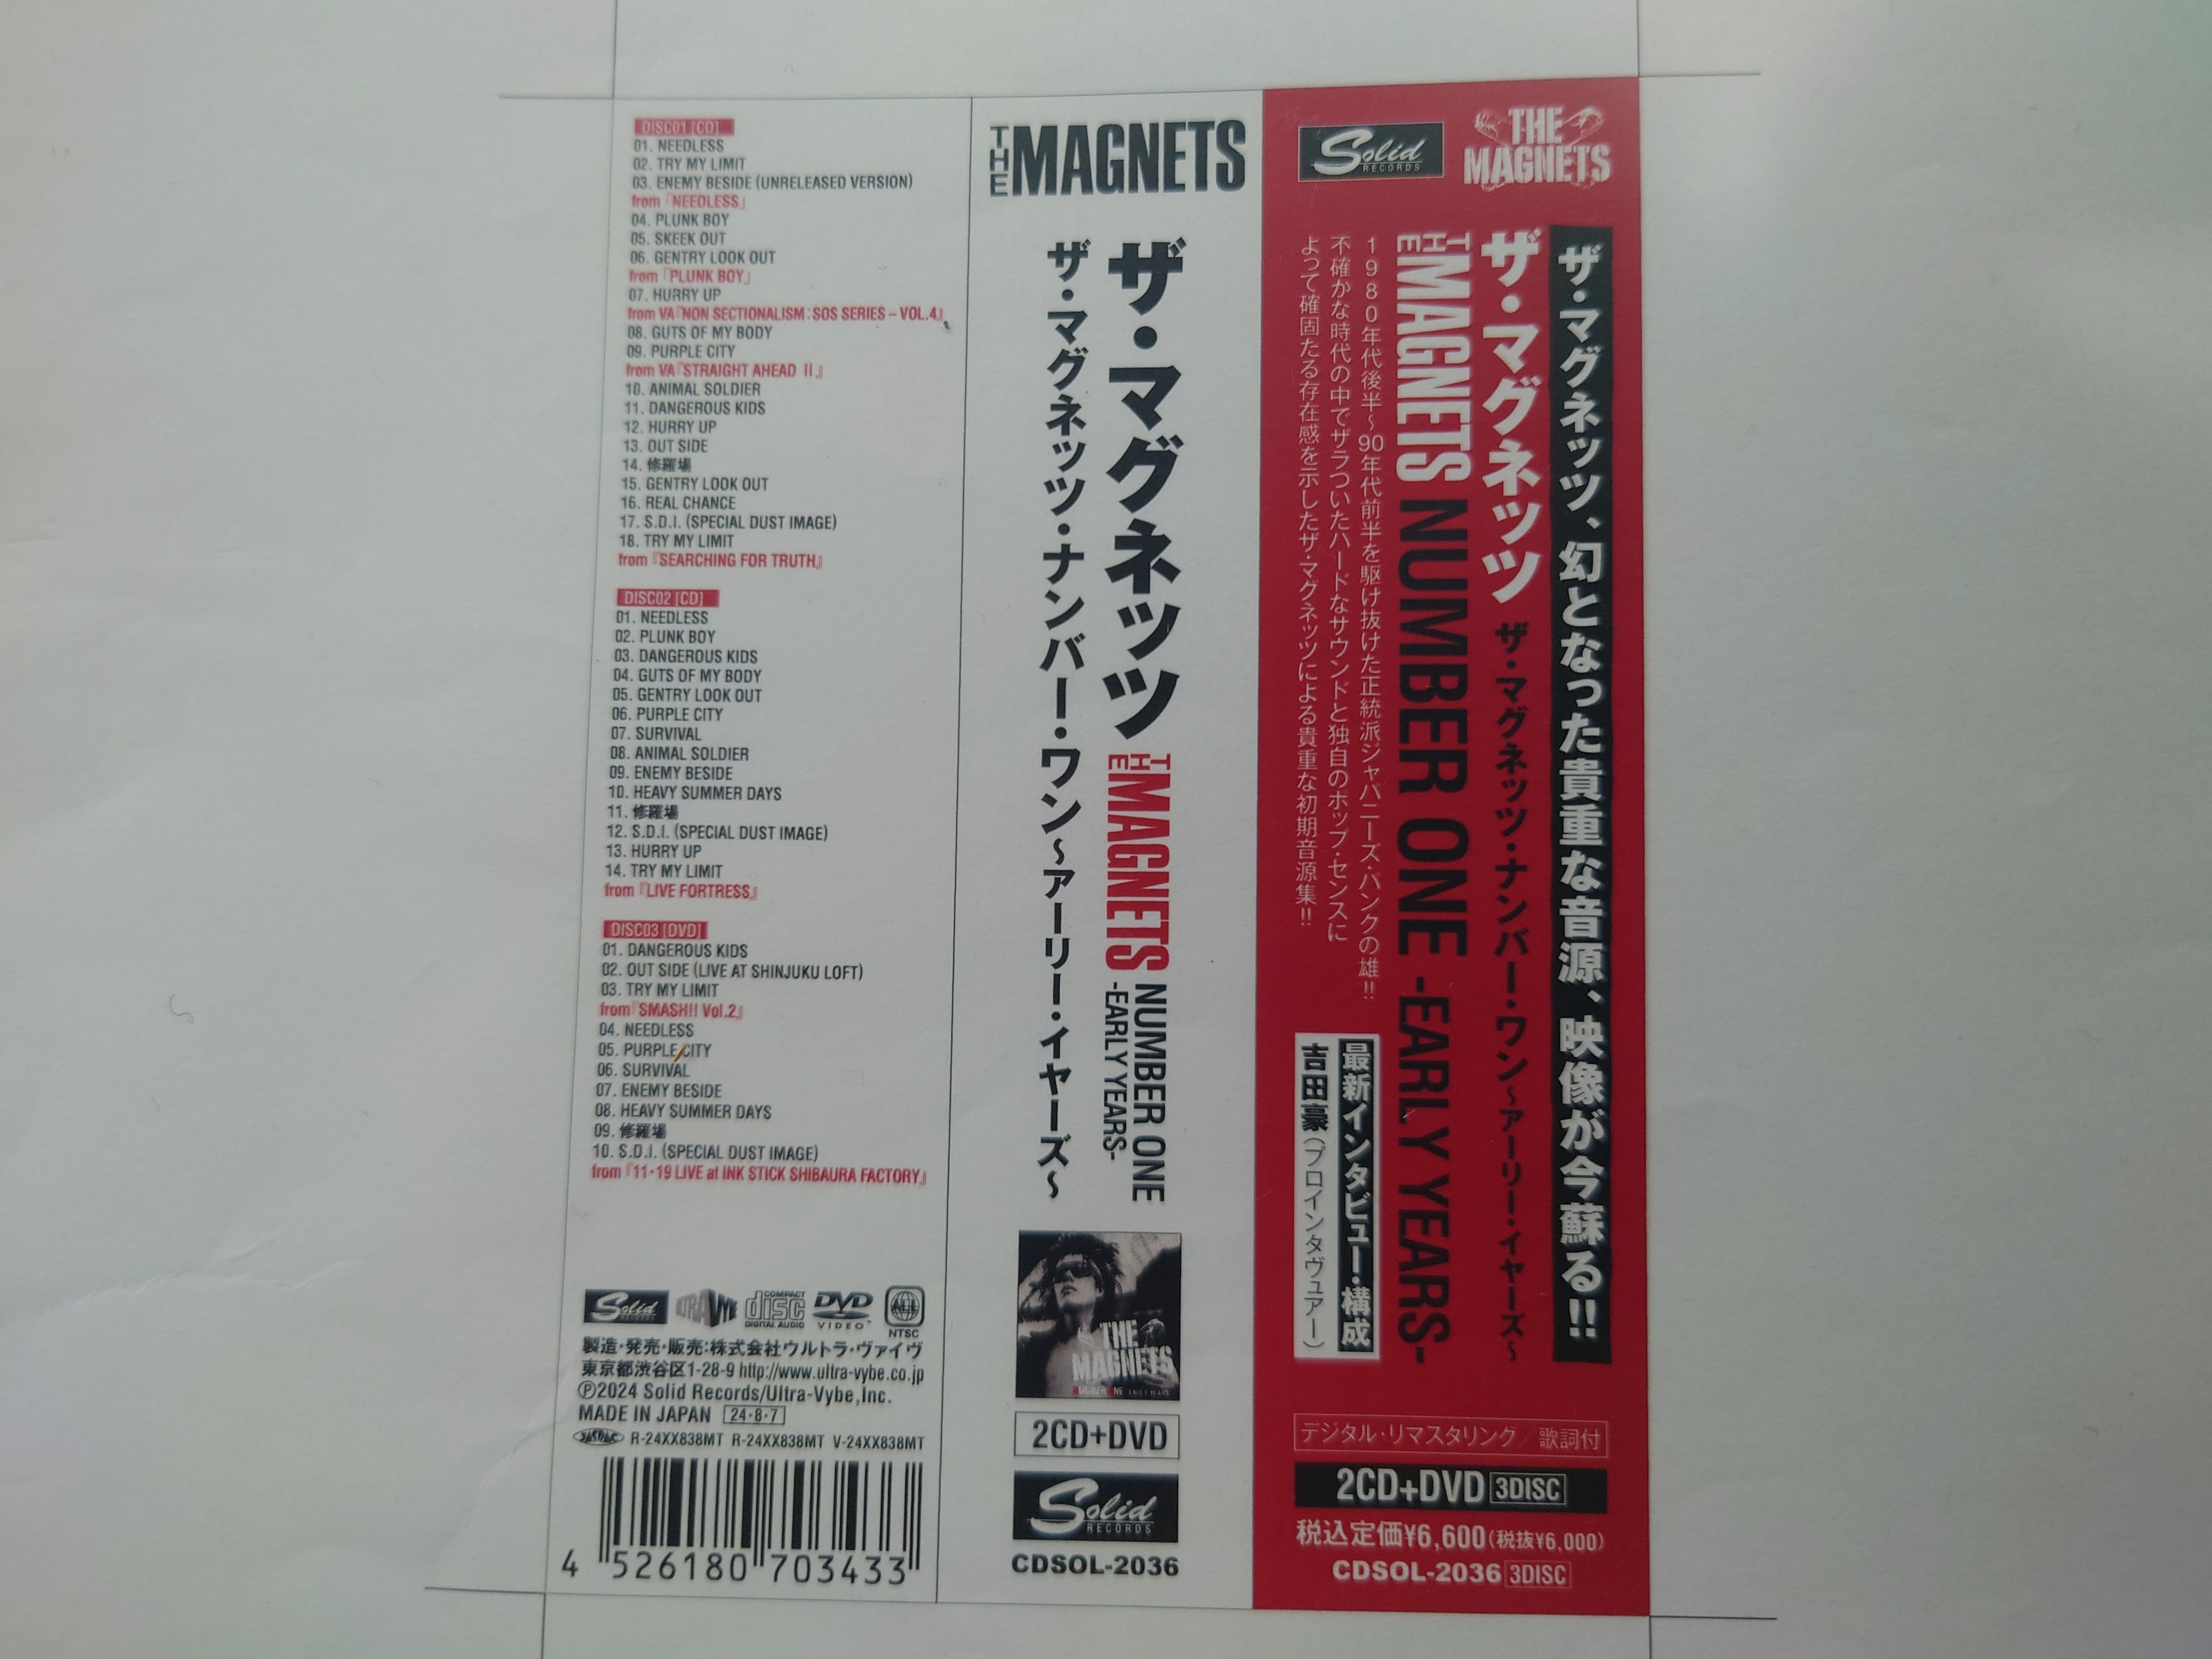 DISC01 [CD]
01. NEEDLESS
02. TRY MY LIMIT
03. ENEMY BESIDE (UNRELEASED VERSION)
from「NEEDLESS」
04. PLUNK BOY
05. SKEEK OUT
06. GENTRY LOOK OUT
from「PLUNK BOY」
07. HURRY UP
from VA『NON SECTIONALISM : SOS SERIES – VOL.4』
08. GUTS OF MY BODY
09. PURPLE CITY
from VA『STRAIGHT AHEAD II』
10. ANIMAL SOLDIER
11. DANGEROUS KIDS
12. HURRY UP
13. OUT SIDE
14. 修羅場
15. GENTRY LOOK OUT
16. REAL CHANCE
17. S.D.I. (SPECIAL DUST IMAGE)
18. TRY MY LIMIT
from『SEARCHING FOR TRUTH』
DISC02 [CD]
01. NEEDLESS
02. PLUNK BOY
03. DANGEROUS KIDS
04. GUTS OF MY BODY
05. GENTRY LOOK OUT
06. PURPLE CITY
07. SURVIVAL
08. ANIMAL SOLDIER
09. ENEMY BESIDE
10. HEAVY SUMMER DAYS
11. 修羅場
12. S.D.I. (SPECIAL DUST IMAGE)
13. HURRY UP
14. TRY MY LIMIT
from『LIVE FORTRESS』
DISC03 [DVD]
01. DANGEROUS KIDS
02. OUT SIDE (LIVE AT SHINJUKU LOFT)
03. TRY MY LIMIT
from『SMASH!! Vol.2』
04. NEEDLESS
05. PURPLE CITY
06. SURVIVAL
07. ENEMY BESIDE
08. HEAVY SUMMER DAYS
09. 修羅場
10. S.D.I. (SPECIAL DUST IMAGE)
from『11・19 LIVE at INK STICK SHIBAURA FACTORY』
Solid RECORDS
ULTRA VYBE
COMPACT disc DIGITAL AUDIO
DVD VIDEO
ALL
NTSC
製造・発売・販売：株式会社ウルトラ・ヴァイヴ
東京都渋谷区1-28-9 http://www.ultra-vybe.co.jp
Ⓟ2024 Solid Records/Ultra-Vybe,Inc.
MADE IN JAPAN 24・8・7
JASRAC R-24XX838MT R-24XX838MT V-24XX838MT
4 526180 703433
THE MAGNETS
ザ・マグネッツ THE MAGNETS NUMBER ONE
-EARLY YEARS-
ザ・マグネッツ・ナンバー・ワン～アーリー・イヤーズ～
THE MAGNETS
NUMBER ONE EARLY YEARS
2CD+DVD
Solid RECORDS
CDSOL-2036
Solid RECORDS
THE MAGNETS
ザ・マグネッツ、幻となった貴重な音源、映像が今蘇る!!
ザ・マグネッツ ザ・マグネッツ・ナンバー・ワン～アーリー・イヤーズ～
THE MAGNETS NUMBER ONE -EARLY YEARS-
1980年代後半～90年代前半を駆け抜けた正統派ジャパニーズ・パンクの雄!!
不確かな時代の中でザラついたハードなサウンドと独自のポップ・センスに
よって確固たる存在感を示したザ・マグネッツによる貴重な初期音源集!!
最新インタビュー・構成
吉田豪（プロインタヴュアー）
デジタル・リマスタリング／歌詞付
2CD+DVD 3DISC
税込定価¥6,600(税抜¥6,000)
CDSOL-2036 3DISC